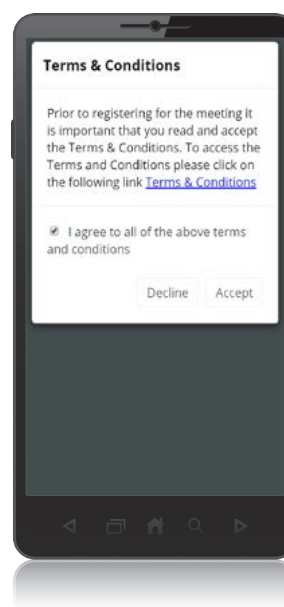 Terms & Conditions
Prior to registering for the meeting it
is important that you read and accept
the Terms & Conditions. To access the
Terms and Conditions please click on
the following link Terms & Conditions
I agree to all of the above terms
and conditions
Decline Accept